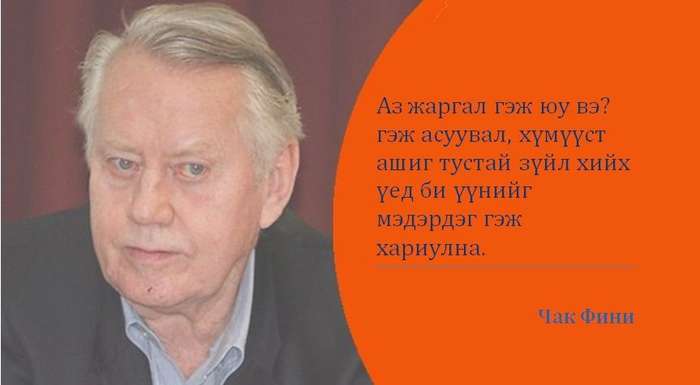 Аз жаргал гэж юу вэ?
гэж асуувал, хүмүүст
ашиг тустай зүйл хийх
үед би үүнийг
мэдэрдэг гэж
хариулна.
Чак Фини